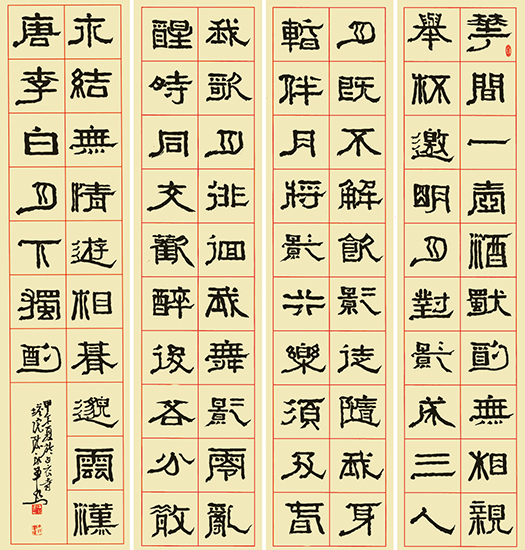 華間一壺酒獨酌無相親
舉杯邀明月對影成三人
月既不解飲影徒隨我身
暫伴月將影行樂須及春
我歌月徘徊我舞影零亂
醒時同交歡醉後各分散
永結無情遊相期邈雲漢
唐李白月下獨酌
甲午夏